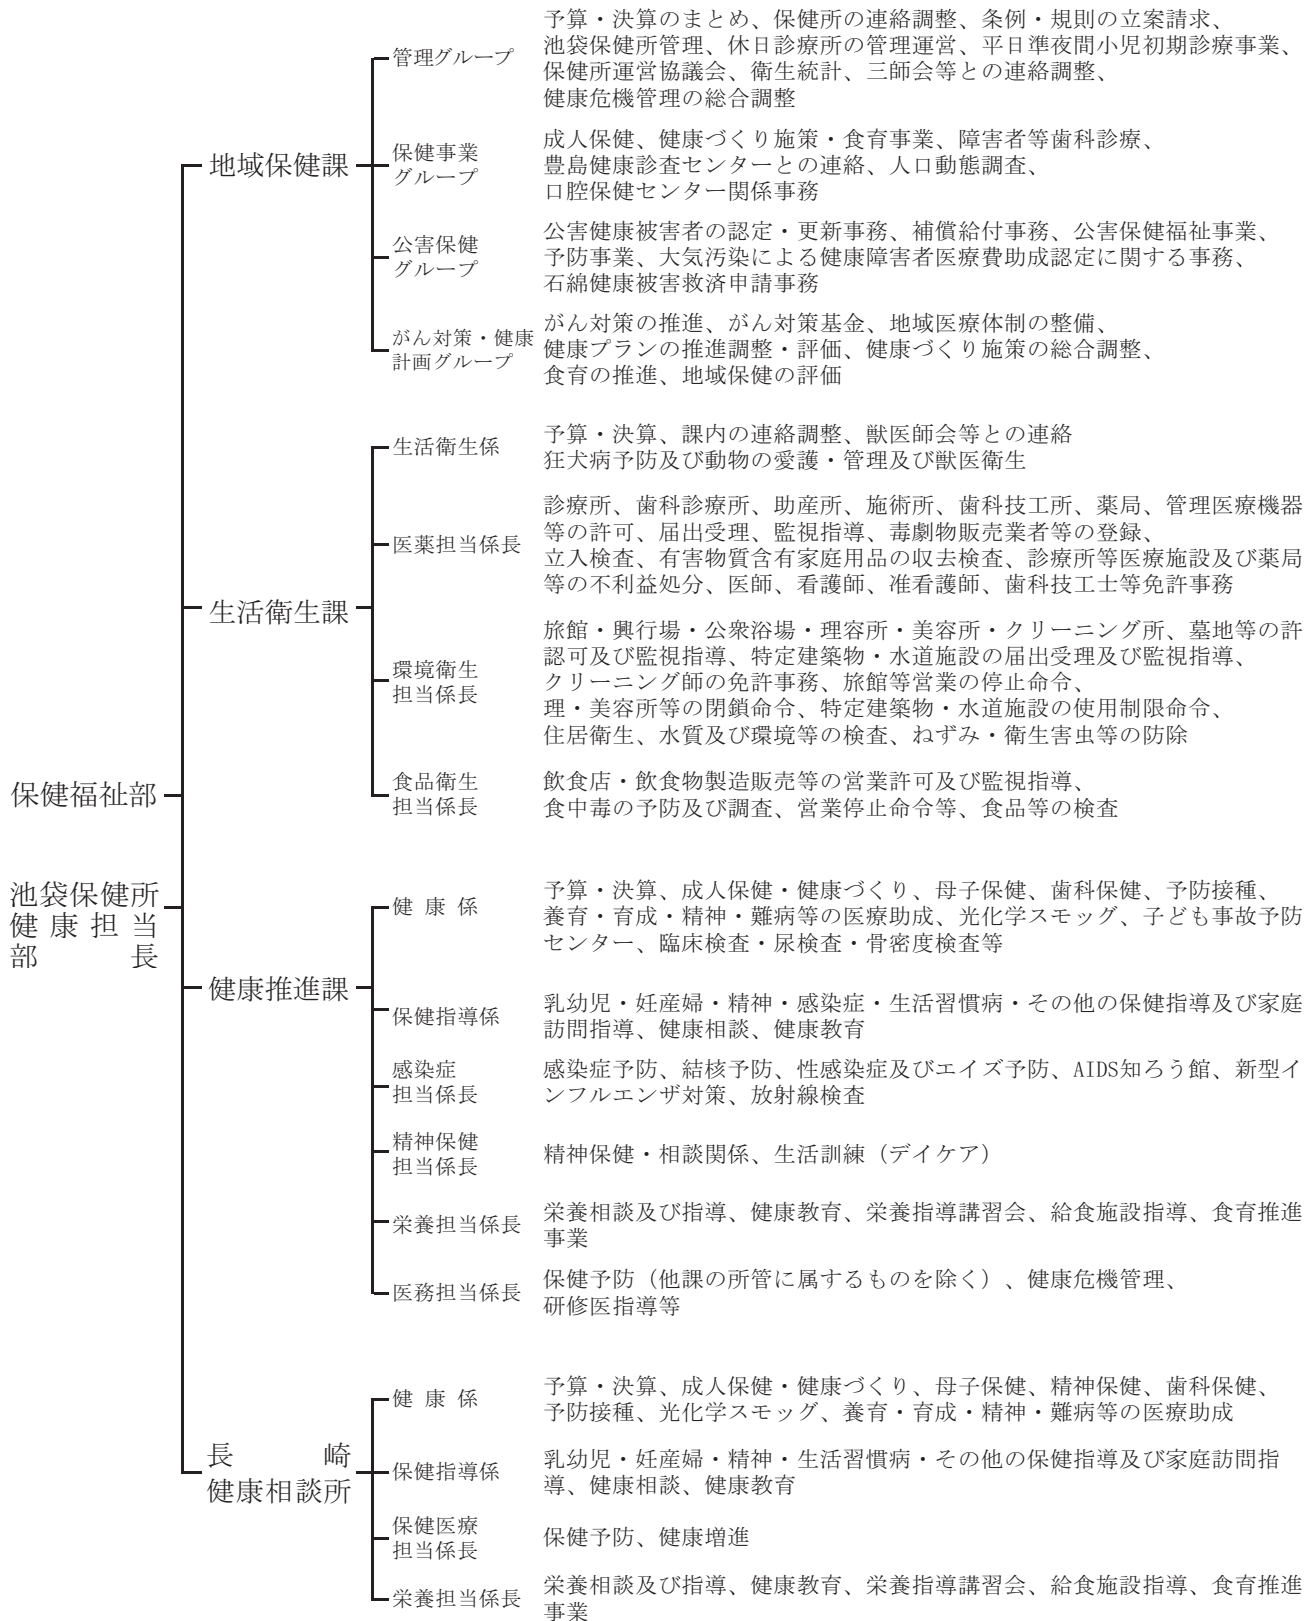 保健福祉部
池袋保健所
健康担当
部長
地域保健課
管理グループ
予算・決算のまとめ、保健所の連絡調整、条例・規則の立案請求、
池袋保健所管理、休日診療所の管理運営、平日準夜間小児初期診療事業、
保健所運営協議会、衛生統計、三師会等との連絡調整、
健康危機管理の総合調整
保健事業
グループ
成人保健、健康づくり施策・食育事業、障害者等歯科診療、
豊島健康診査センターとの連絡、人口動態調査、
口腔保健センター関係事務
公害保健
グループ
公害健康被害者の認定・更新事務、補償給付事務、公害保健福祉事業、
予防事業、大気汚染による健康障害者医療費助成認定に関する事務、
石綿健康被害救済申請事務
がん対策・健康
計画グループ
がん対策の推進、がん対策基金、地域医療体制の整備、
健康プランの推進調整・評価、健康づくり施策の総合調整、
食育の推進、地域保健の評価
生活衛生課
生活衛生係
予算・決算、課内の連絡調整、獣医師会等との連絡
狂犬病予防及び動物の愛護・管理及び獣医衛生
医薬担当係長
診療所、歯科診療所、助産所、施術所、歯科技工所、薬局、管理医療機器
等の許可、届出受理、監視指導、毒劇物販売業者等の登録、
立入検査、有害物質含有家庭用品の収去検査、診療所等医療施設及び薬局
等の不利益処分、医師、看護師、准看護師、歯科技工士等免許事務
環境衛生
担当係長
旅館・興行場・公衆浴場・理容所・美容所・クリーニング所、墓地等の許
認可及び監視指導、特定建築物・水道施設の届出受理及び監視指導、
クリーニング師の免許事務、旅館等営業の停止命令、
理・美容所等の閉鎖命令、特定建築物・水道施設の使用制限命令、
住居衛生、水質及び環境等の検査、ねずみ・衛生害虫等の防除
食品衛生
担当係長
飲食店・飲食物製造販売等の営業許可及び監視指導、
食中毒の予防及び調査、営業停止命令等、食品等の検査
健康推進課
健康係
予算・決算、成人保健・健康づくり、母子保健、歯科保健、予防接種、
養育・育成・精神・難病等の医療助成、光化学スモッグ、子ども事故予防
センター、臨床検査・尿検査・骨密度検査等
保健指導係
乳幼児・妊産婦・精神・感染症・生活習慣病・その他の保健指導及び家庭
訪問指導、健康相談、健康教育
感染症
担当係長
感染症予防、結核予防、性感染症及びエイズ予防、AIDS知ろう館、新型イ
ンフルエンザ対策、放射線検査
精神保健
担当係長
精神保健・相談関係、生活訓練（デイケア）
栄養担当係長
栄養相談及び指導、健康教育、栄養指導講習会、給食施設指導、食育推進
事業
医務担当係長
保健予防（他課の所管に属するものを除く）、健康危機管理、
研修医指導等
長崎
健康相談所
健康係
予算・決算、成人保健・健康づくり、母子保健、精神保健、歯科保健、
予防接種、光化学スモッグ、養育・育成・精神・難病等の医療助成
保健指導係
乳幼児・妊産婦・精神・生活習慣病・その他の保健指導及び家庭訪問指
導、健康相談、健康教育
保健医療
担当係長
保健予防、健康増進
栄養担当係長
栄養相談及び指導、健康教育、栄養指導講習会、給食施設指導、食育推進
事業